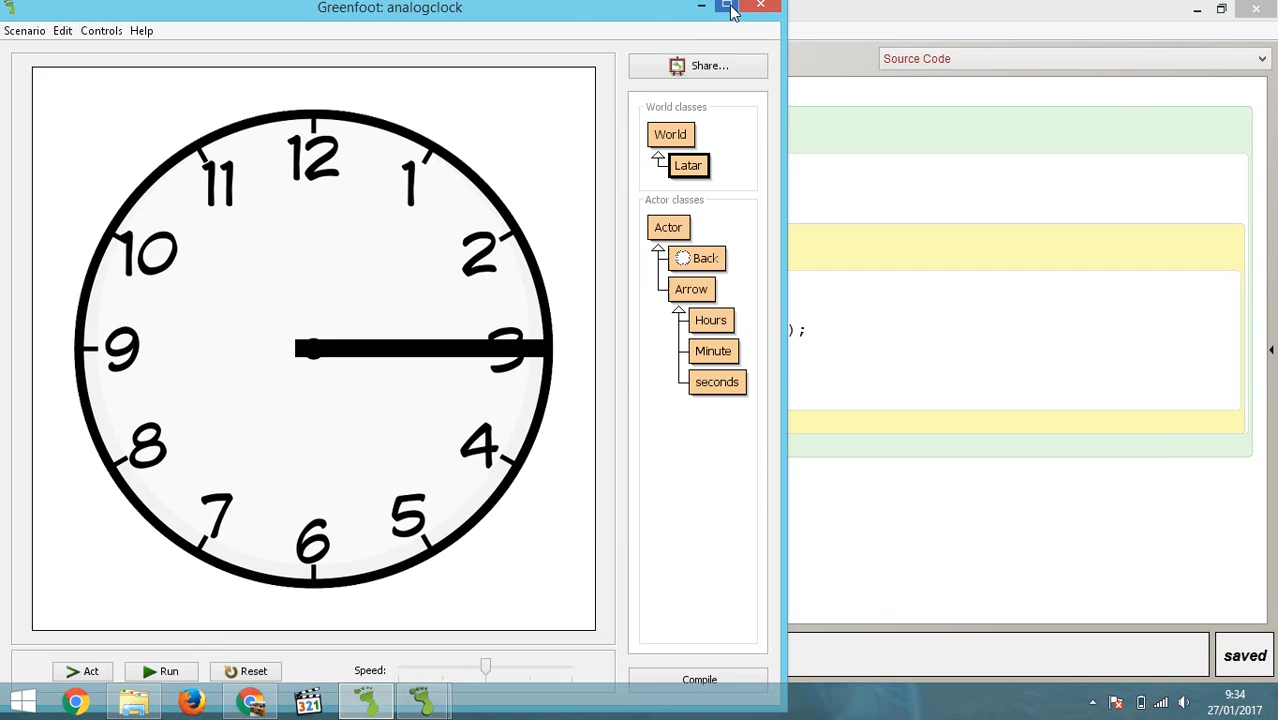 Greenfoot: analogclock
Scenario Edit Controls Help
Share...
Source Code
World classes
World
Latar
Actor classes
Actor
Back
Arrow
Hours
Minute
seconds
12
11
1
10
2
9
3
8
4
7
5
6
);
Act
Run
Reset
Speed:
Compile
saved
321
9:34
27/01/2017